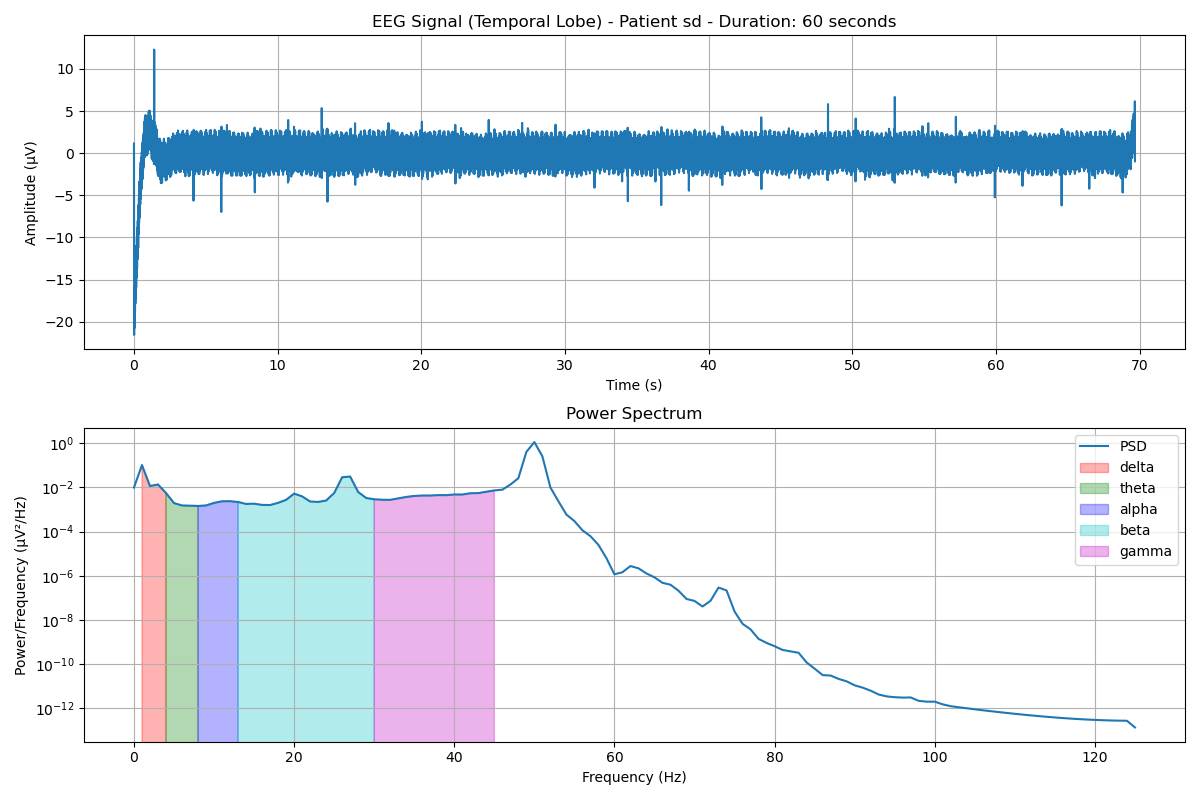 EEG Signal (Temporal Lobe) - Patient sd - Duration: 60 seconds
Amplitude (µV)
10
5
0
−5
−10
−15
−20
0 10 20 30 40 50 60 70
Time (s)
Power Spectrum
Power/Frequency (µV²/Hz)
10⁰
10⁻²
10⁻⁴
10⁻⁶
10⁻⁸
10⁻¹⁰
10⁻¹²
PSD
delta
theta
alpha
beta
gamma
0 20 40 60 80 100 120
Frequency (Hz)